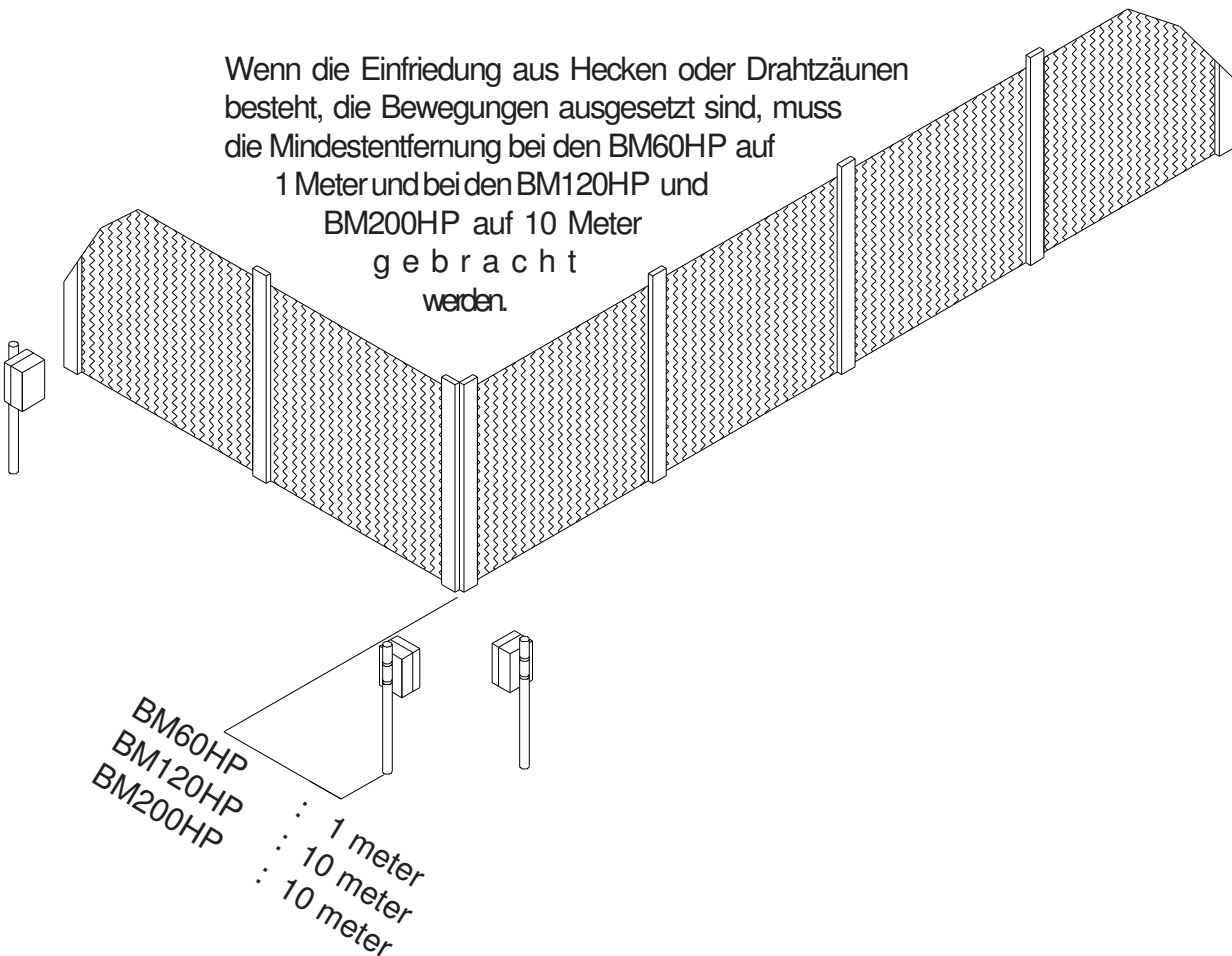 Wenn die Einfriedung aus Hecken oder Drahtzäunen
besteht, die Bewegungen ausgesetzt sind, muss
die Mindestentfernung bei den BM60HP auf
1 Meter und bei den BM120HP und
BM200HP auf 10 Meter
gebracht
werden.
BM60HP : 1 meter
BM120HP : 10 meter
BM200HP : 10 meter